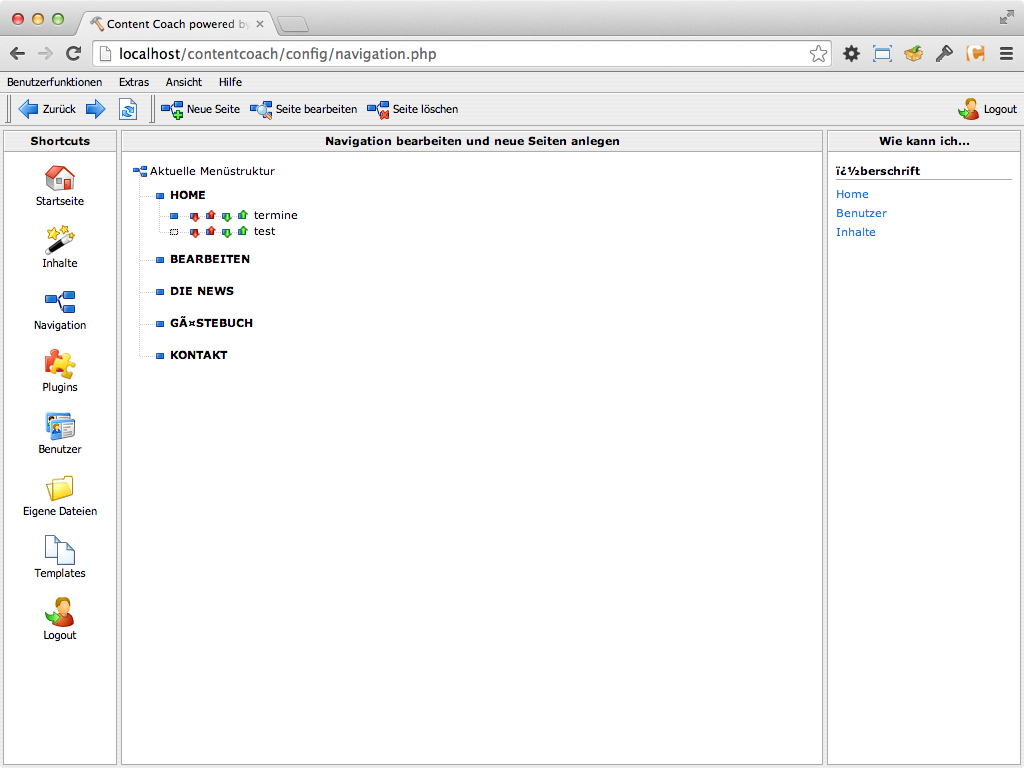 Content Coach powered by
localhost/contentcoach/config/navigation.php
Benutzerfunktionen Extras Ansicht Hilfe
Zurück Neue Seite Seite bearbeiten Seite löschen Logout
Shortcuts
Startseite
Inhalte
Navigation
Plugins
Benutzer
Eigene Dateien
Templates
Logout
Navigation bearbeiten und neue Seiten anlegen
Aktuelle Menüstruktur
HOME
termine
test
BEARBEITEN
DIE NEWS
GÃ¤STEBUCH
KONTAKT
Wie kann ich...
ï¿½berschrift
Home
Benutzer
Inhalte